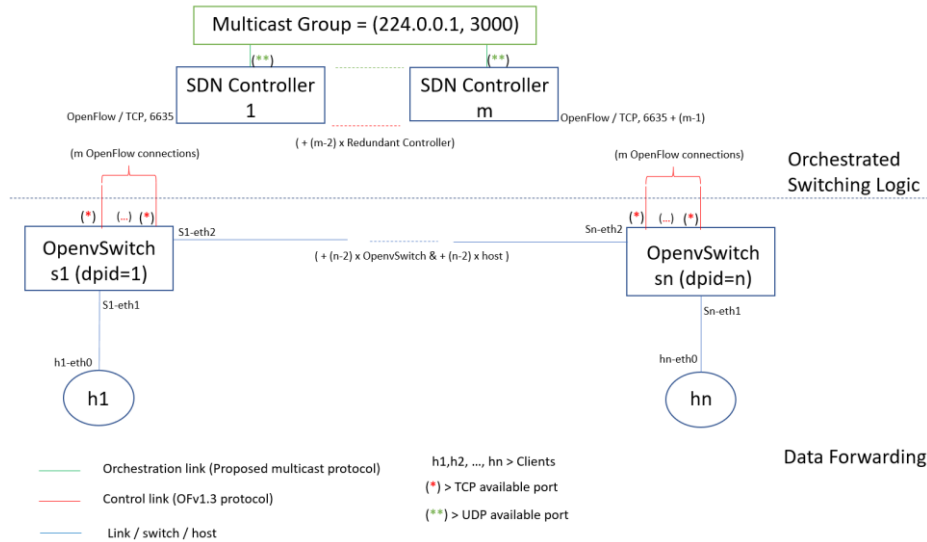 Multicast Group = (224.0.0.1, 3000)
(**)
(**)
SDN Controller
1
SDN Controller
m
OpenFlow / TCP, 6635
OpenFlow / TCP, 6635 + (m-1)
( + (m-2) x Redundant Controller)
(m OpenFlow connections)
(m OpenFlow connections)
Orchestrated
Switching Logic
(*) (...) (*)
(*) (...) (*)
OpenvSwitch
s1 (dpid=1)
S1-eth2
Sn-eth2
( + (n-2) x OpenvSwitch & + (n-2) x host )
OpenvSwitch
sn (dpid=n)
S1-eth1
Sn-eth1
h1-eth0
hn-eth0
h1
hn
Orchestration link (Proposed multicast protocol)
Control link (OFv1.3 protocol)
Link / switch / host
h1,h2, ..., hn > Clients
(*) > TCP available port
(**) > UDP available port
Data Forwarding